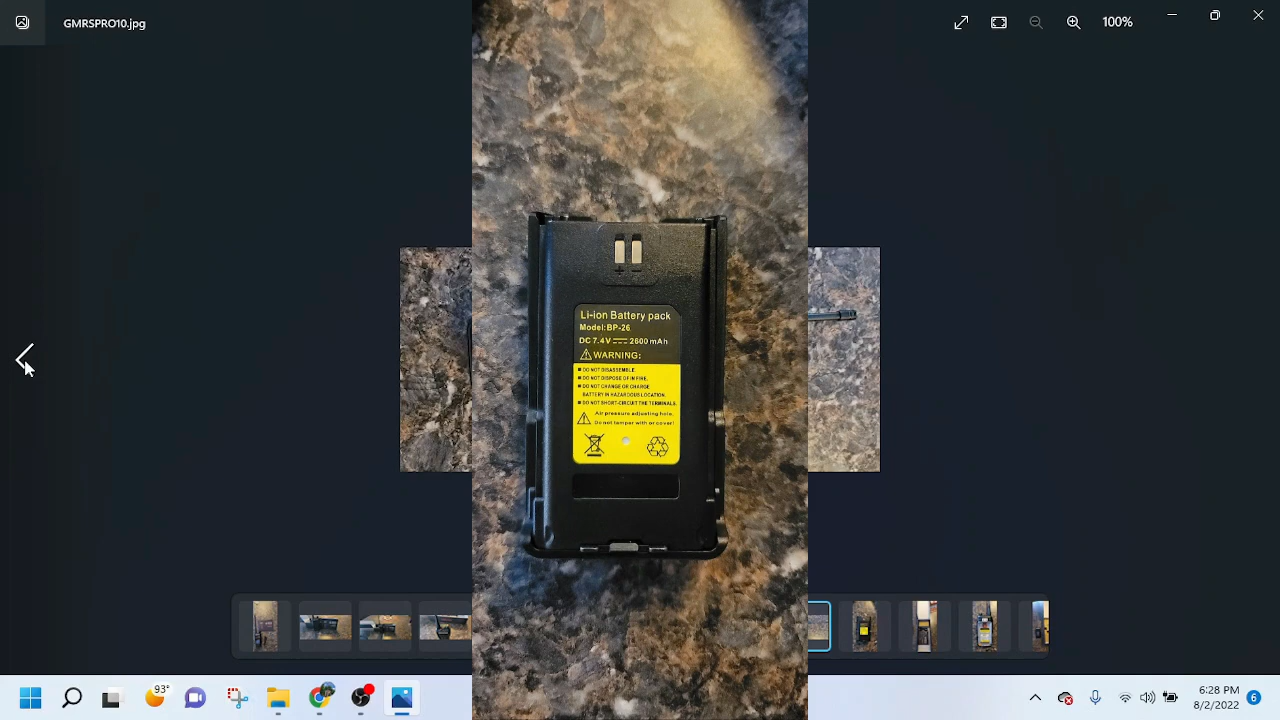 GMRSPRO10.jpg
100%
+ −
Li-ion Battery pack
Model:BP-26
DC 7.4V 2600mAh
WARNING:
DO NOT DISASSEMBLE.
DO NOT DISPOSE OF IN FIRE.
DO NOT CHANGE OR CHARGE
BATTERY IN HAZARDOUS LOCATION.
DO NOT SHORT-CIRCUIT THE TERMINALS.
Air pressure adjusting hole.
Do not tamper with or cover!
93°
6:28 PM
8/2/2022
6